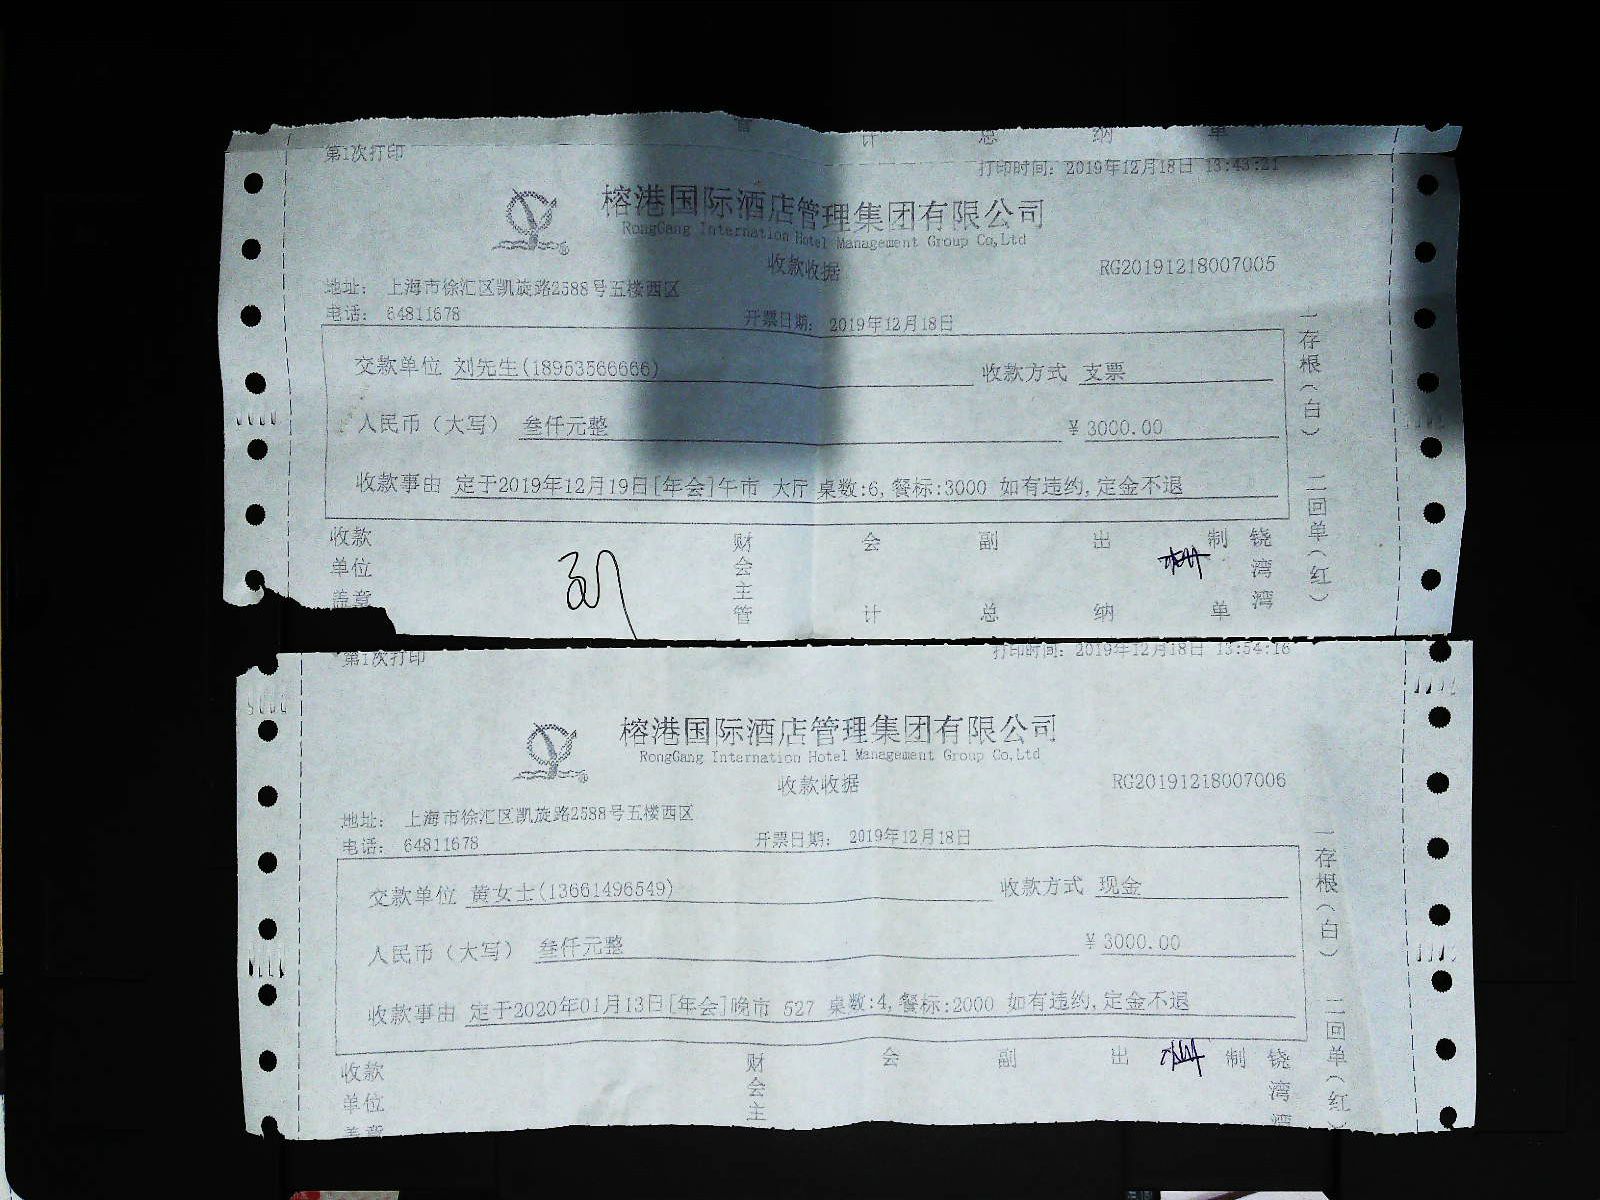 管 计 总 纳 单
第1次打印
打印时间: 2019年12月18日 13:43:21
榕港国际酒店管理集团有限公司
RongGang Internation Hotel Management Group Co,Ltd
收款收据
RG20191218007005
地址: 上海市徐汇区凯旋路2588号五楼西区
电话: 64811678
开票日期: 2019年12月18日
交款单位 刘先生(18953566666) 收款方式 支票
人民币(大写) 叁仟元整 ¥3000.00
收款事由 定于2019年12月19日[年会]午市 大厅 桌数:6,餐标:3000 如有违约,定金不退
一存根(白) 二回单(红)
收款单位盖章
财会主管
会计
副总
出纳
制单
饶湾湾
第1次打印
打印时间: 2019年12月18日 13:54:16
榕港国际酒店管理集团有限公司
RongGang Internation Hotel Management Group Co,Ltd
收款收据
RG20191218007006
地址: 上海市徐汇区凯旋路2588号五楼西区
电话: 64811678
开票日期: 2019年12月18日
交款单位 黄女士(13661496549) 收款方式 现金
人民币(大写) 叁仟元整 ¥3000.00
收款事由 定于2020年01月13日[年会]晚市 527 桌数:4,餐标:2000 如有违约,定金不退
一存根(白) 二回单(红)
收款单位盖章
财会主
会
副
出
制
饶湾湾